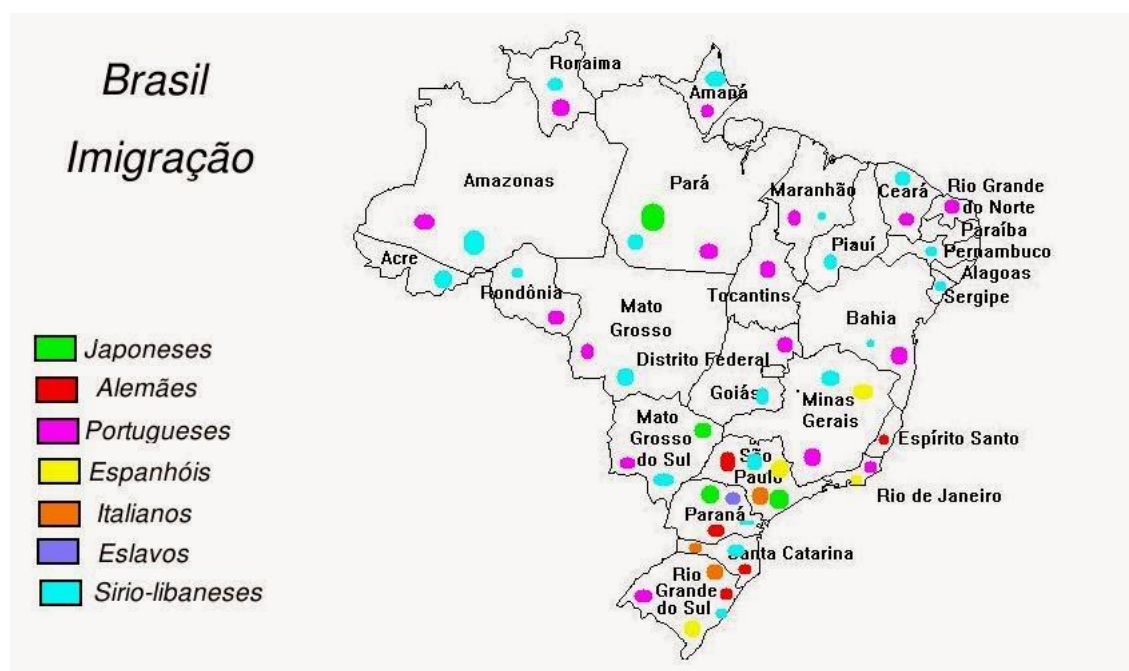 Brasil
Imigração
Roraima
Amapá
Amazonas
Pará
Maranhão
Ceará
Rio Grande
do Norte
Paraíba
Piauí
Pernambuco
Acre
Alagoas
Rondônia
Tocantins
Sergipe
Mato
Grosso
Bahia
Distrito Federal
Goiás
Minas
Gerais
Mato
Grosso
do Sul
Espírito Santo
São
Paulo
Rio de Janeiro
Paraná
Santa Catarina
Rio
Grande
do Sul
Japoneses
Alemães
Portugueses
Espanhóis
Italianos
Eslavos
Sirio-libaneses